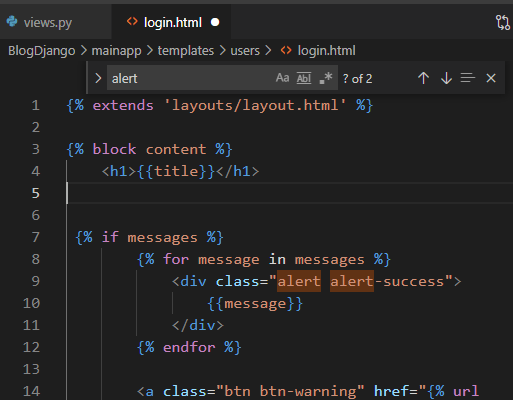 views.py login.html
BlogDjango > mainapp > templates > users > login.html
alert Aa Abl .* ? of 2
1 {% extends 'layouts/layout.html' %}
2
3 {% block content %}
4 <h1>{{title}}</h1>
5
6
7 {% if messages %}
8 {% for message in messages %}
9 <div class="alert alert-success">
10 {{message}}
11 </div>
12 {% endfor %}
13
14 <a class="btn btn-warning" href="{% url